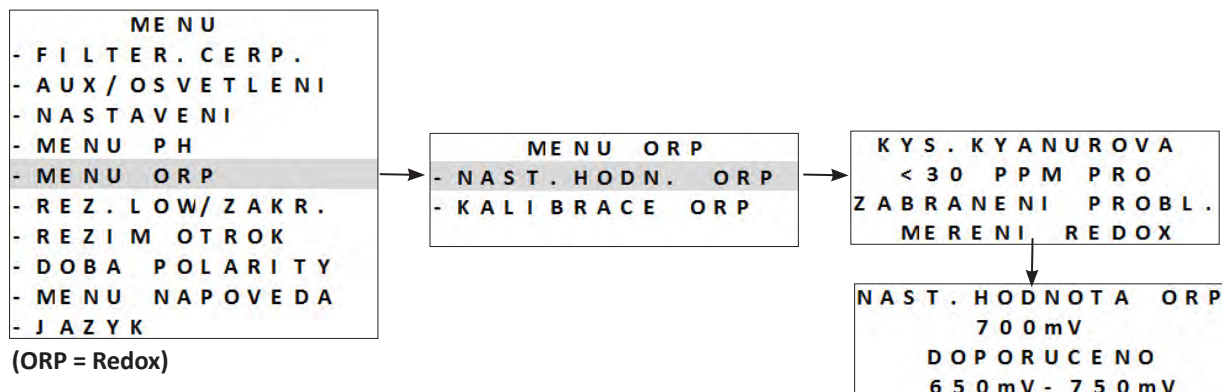 MENU
- FILTER. CERP.
- AUX/OSVETLENI
- NASTAVENI
- MENU PH
- MENU ORP
- REZ. LOW/ZAKR.
- REZIM OTROK
- DOBA POLARITY
- MENU NAPOVEDA
- JAZYK
(ORP = Redox)
MENU ORP
- NAST. HODN. ORP
- KALIBRACE ORP
KYS. KYANUROVA
<30 PPM PRO
ZABRANENI PROBL.
MERENI REDOX
NAST. HODNOTA ORP
700mV
DOPORUCENO
650mV- 750mV